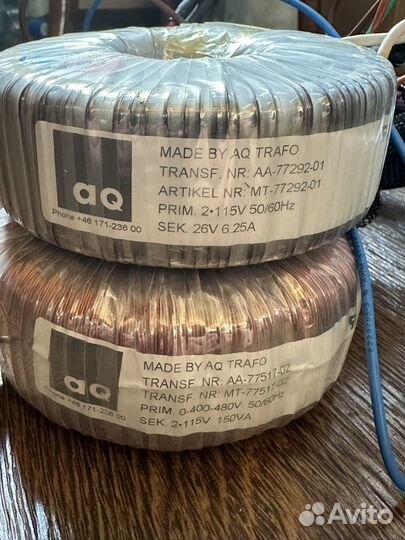 aQ
Phone +46 171-236 00
MADE BY AQ TRAFO
TRANSF. NR: AA-77292-01
ARTIKEL NR: MT-77292-01
PRIM. 2•115V 50/60Hz
SEK. 26V 6.25A
aQ
Phone +46 171-236 00
MADE BY AQ TRAFO
TRANSF. NR: AA-77517-02
TRANSF. NR: MT-77517-02
PRIM. 0-400-480V 50/60Hz
SEK. 2•115V 150VA
Avito